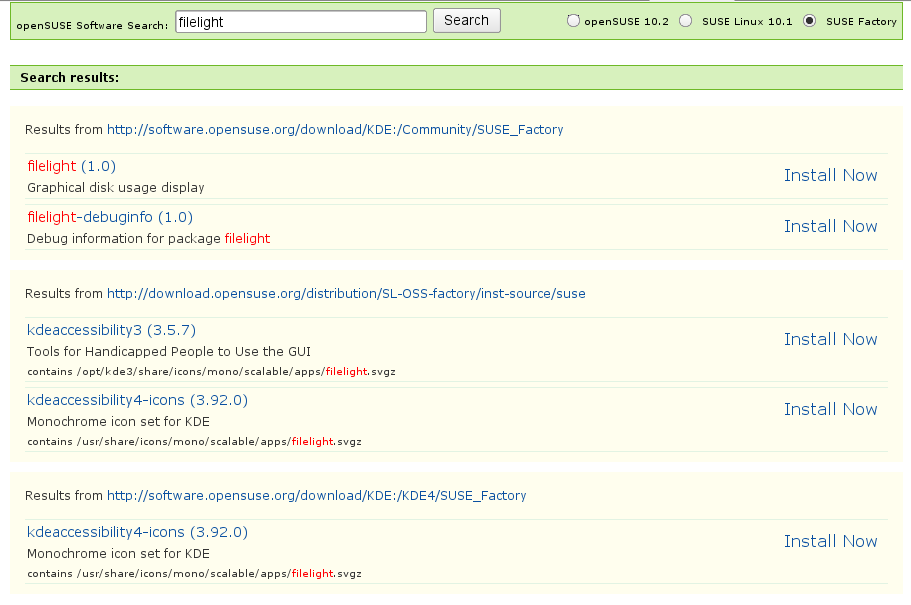 openSUSE Software Search: filelight Search openSUSE 10.2 SUSE Linux 10.1 SUSE Factory
Search results:
Results from http://software.opensuse.org/download/KDE:/Community/SUSE_Factory
filelight (1.0)
Install Now
Graphical disk usage display
filelight-debuginfo (1.0)
Install Now
Debug information for package filelight
Results from http://download.opensuse.org/distribution/SL-OSS-factory/inst-source/suse
kdeaccessibility3 (3.5.7)
Install Now
Tools for Handicapped People to Use the GUI
contains /opt/kde3/share/icons/mono/scalable/apps/filelight.svgz
kdeaccessibility4-icons (3.92.0)
Install Now
Monochrome icon set for KDE
contains /usr/share/icons/mono/scalable/apps/filelight.svgz
Results from http://software.opensuse.org/download/KDE:/KDE4/SUSE_Factory
kdeaccessibility4-icons (3.92.0)
Install Now
Monochrome icon set for KDE
contains /usr/share/icons/mono/scalable/apps/filelight.svgz